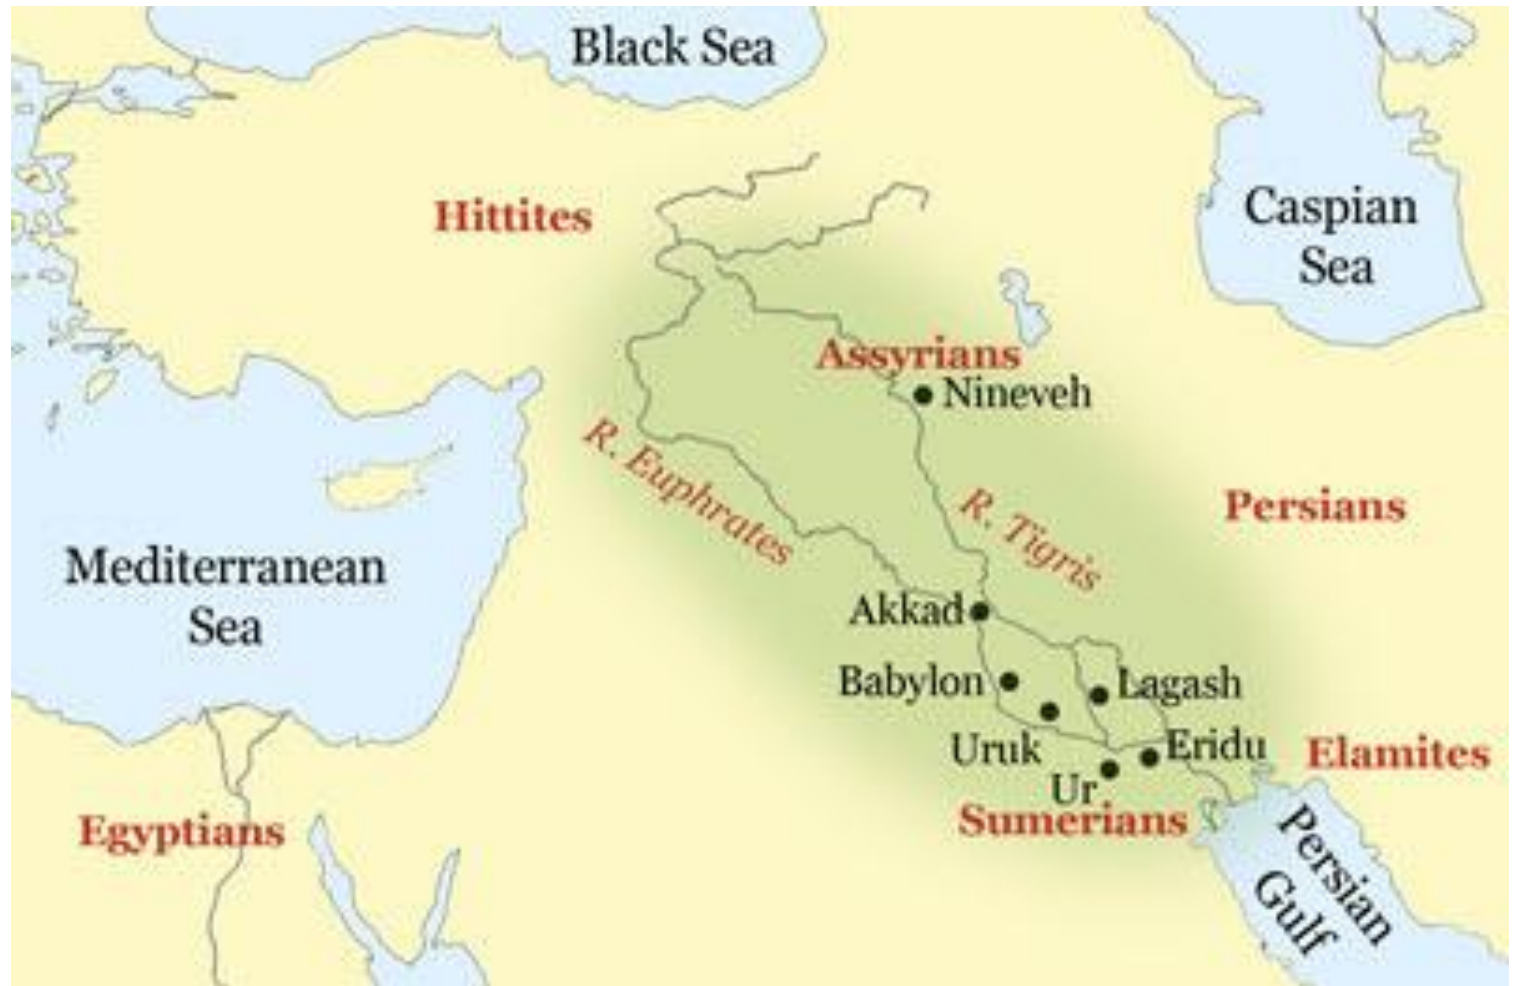 Black Sea
Caspian
Sea
Hittites
Assyrians
Nineveh
R. Euphrates
R. Tigris
Persians
Mediterranean
Sea
Akkad
Babylon
Lagash
Uruk
Eridu
Ur
Elamites
Sumerians
Egyptians
Persian
Gulf